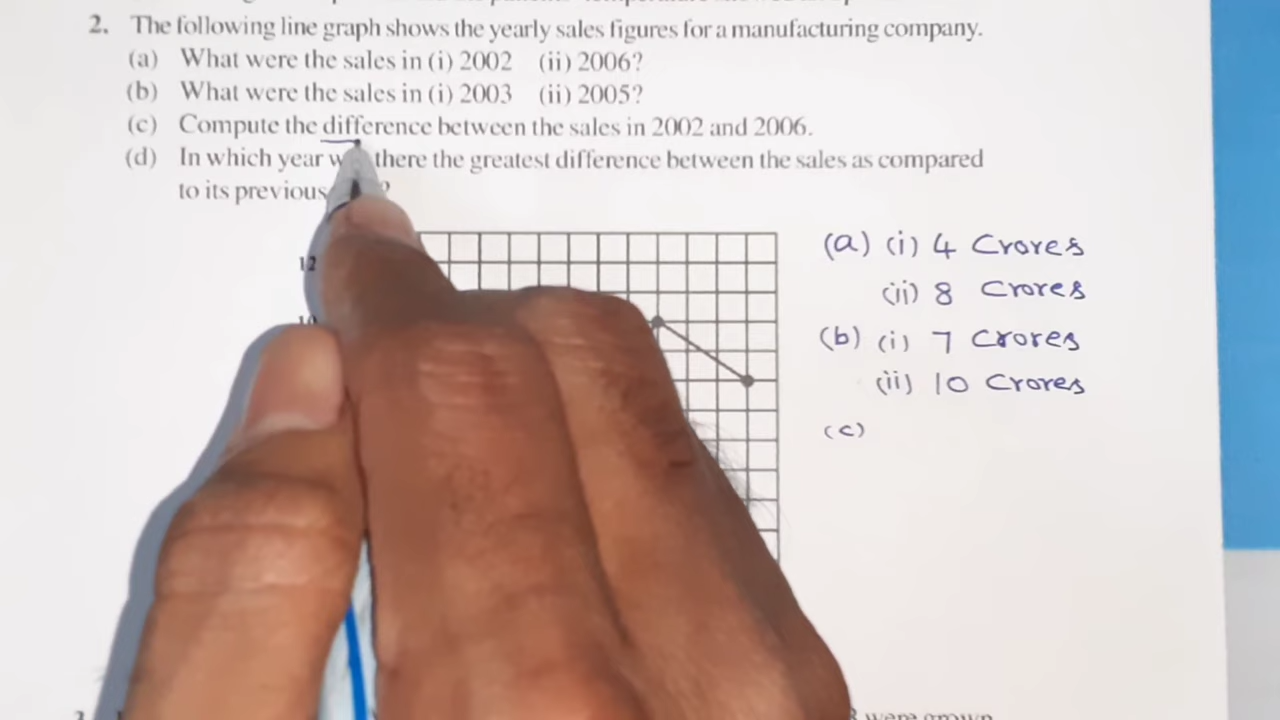 2. The following line graph shows the yearly sales figures for a manufacturing company.
(a) What were the sales in (i) 2002 (ii) 2006?
(b) What were the sales in (i) 2003 (ii) 2005?
(c) Compute the difference between the sales in 2002 and 2006.
(d) In which year there the greatest difference between the sales as compared
to its previous ?
12
10
(a) (i) 4 Crores
(ii) 8 Crores
(b) (i) 7 Crores
(ii) 10 Crores
(c)
were grown